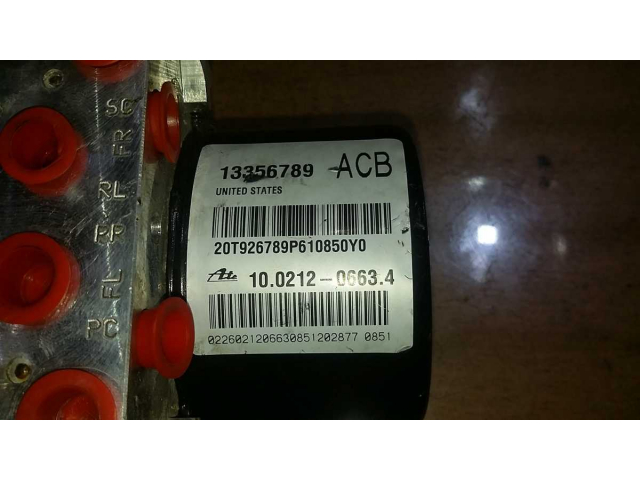 SC
FR
RL
RR
FL
PC
13356789 ACB
UNITED STATES
20T926789P610850Y0
Ate 10.0212-0663.4
0226021206630851202877 0851